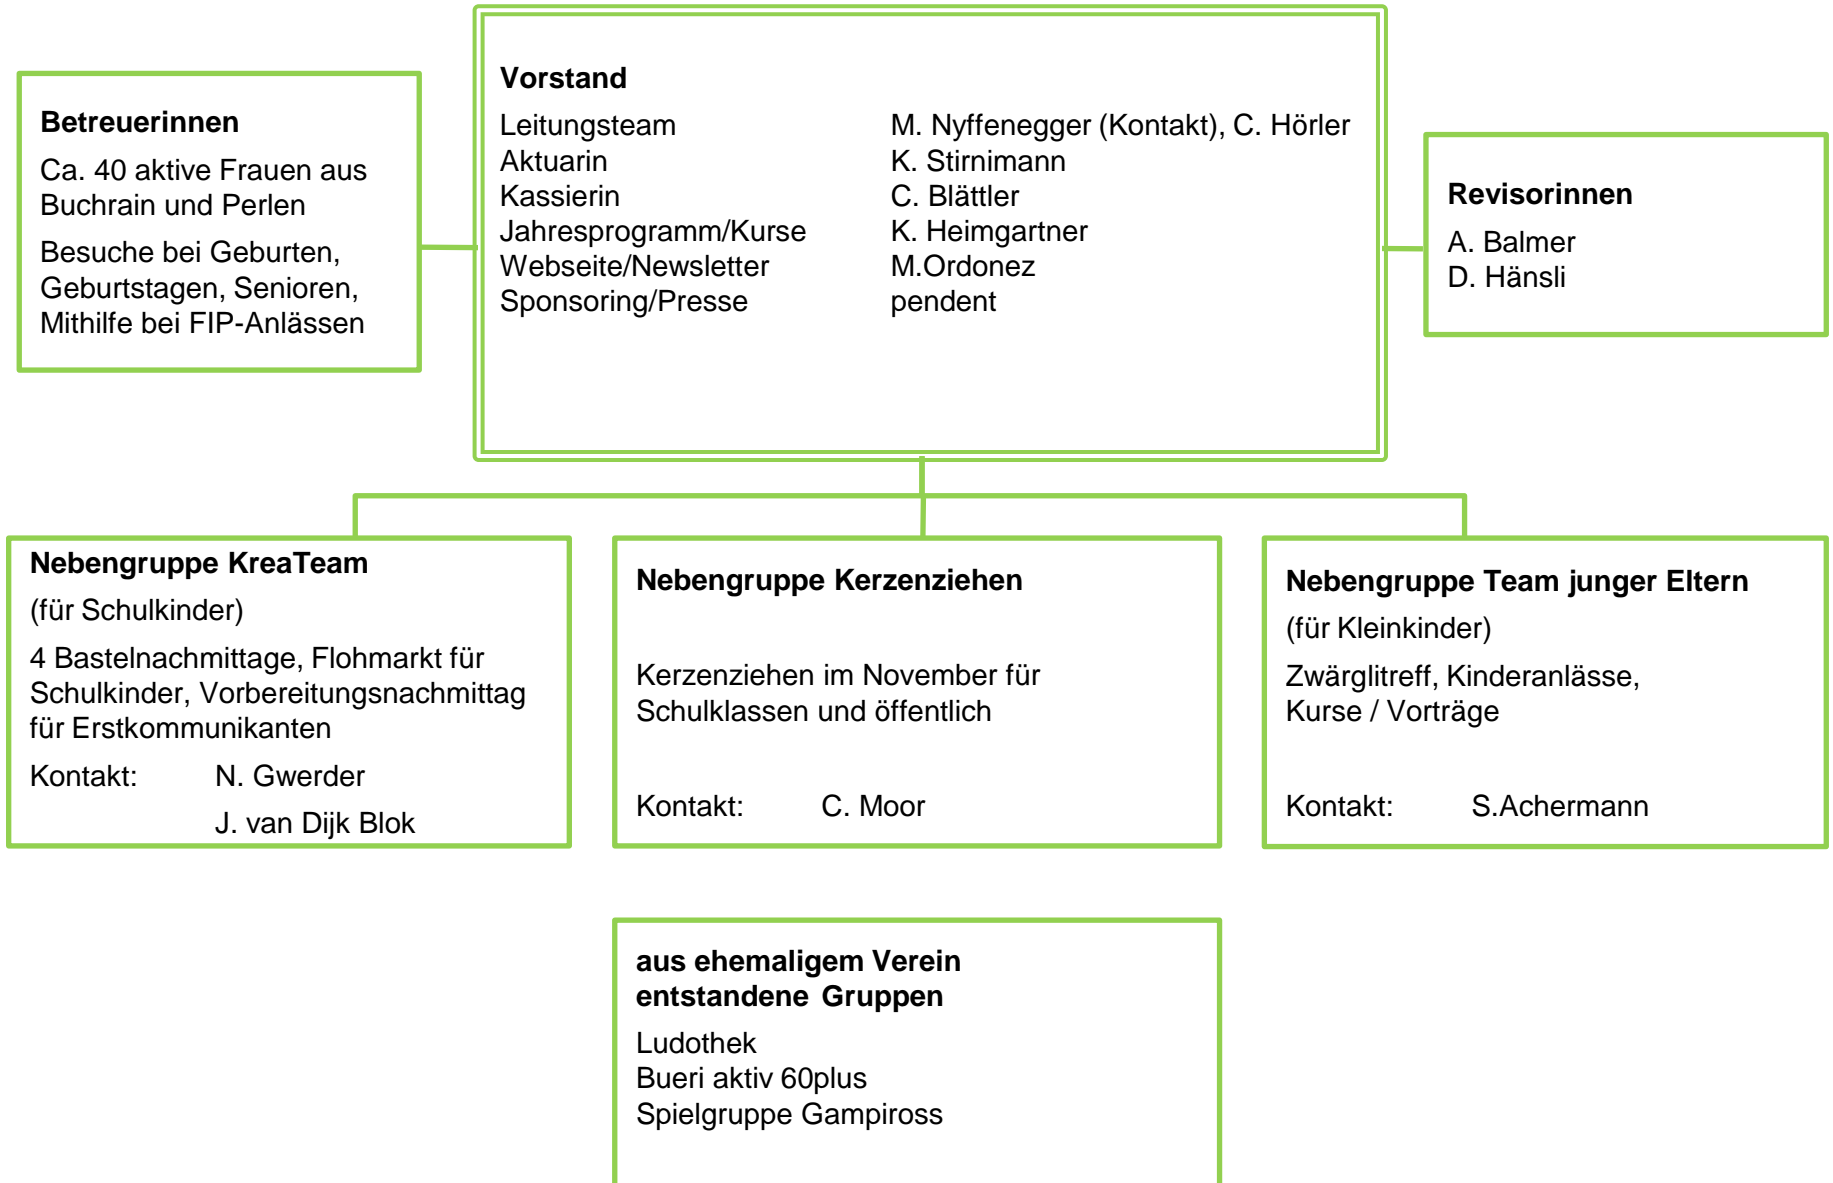 Betreuerinnen
Ca. 40 aktive Frauen aus
Buchrain und Perlen
Besuche bei Geburten,
Geburtstagen, Senioren,
Mithilfe bei FIP-Anlässen
Vorstand
Leitungsteam M. Nyffenegger (Kontakt), C. Hörler
Aktuarin K. Stirnimann
Kassierin C. Blättler
Jahresprogramm/Kurse K. Heimgartner
Webseite/Newsletter M.Ordonez
Sponsoring/Presse pendent
Revisorinnen
A. Balmer
D. Hänsli
Nebengruppe KreaTeam
(für Schulkinder)
4 Bastelnachmittage, Flohmarkt für
Schulkinder, Vorbereitungsnachmittag
für Erstkommunikanten
Kontakt: N. Gwerder
J. van Dijk Blok
Nebengruppe Kerzenziehen
Kerzenziehen im November für
Schulklassen und öffentlich
Kontakt: C. Moor
Nebengruppe Team junger Eltern
(für Kleinkinder)
Zwärglitreff, Kinderanlässe,
Kurse / Vorträge
Kontakt: S.Achermann
aus ehemaligem Verein
entstandene Gruppen
Ludothek
Bueri aktiv 60plus
Spielgruppe Gampiross